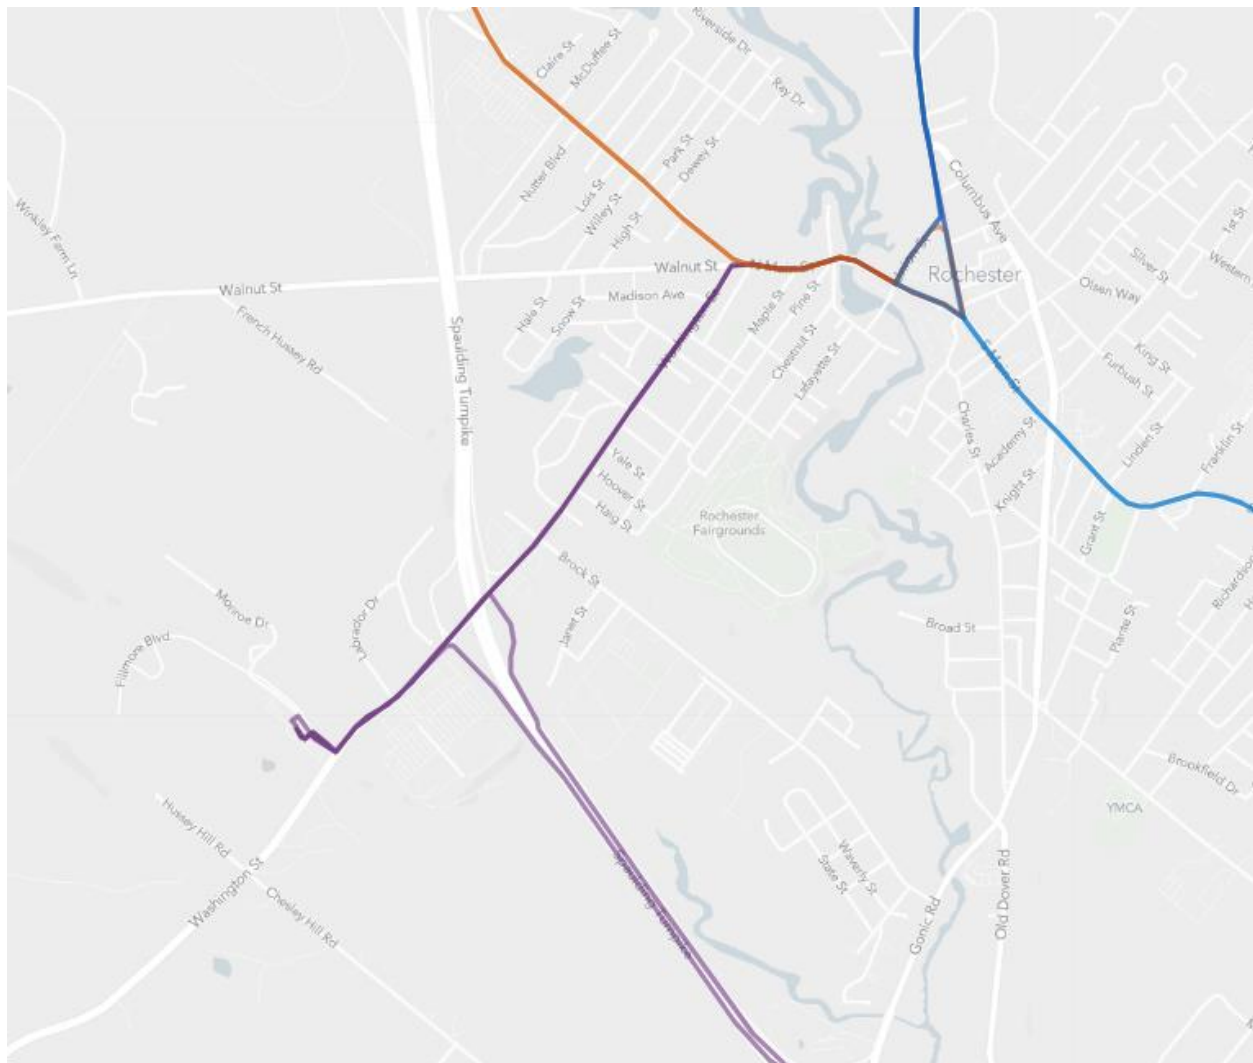 Claire St
McDuffee St
Riverside Dr
Ray Dr
Park St
Dewey St
Nutter Blvd
Lois St
Willey St
High St
Columbus Ave
1st St
Winkley Farm Ln
Silver St
Western
Walnut St
Rochester
Olsen Way
Walnut St
Madison Ave
Hale St
Snow St
Maple St
Pine St
Washington St
French Hussey Rd
Spaulding Turnpike
Chestnut St
Lafayette St
King St
Furbush St
Charles St
Academy St
Knight St
Linden St
Franklin St
Yale St
Hoover St
Haig St
Rochester
Fairgrounds
Grant St
Brock St
Richardson
Monroe Dr
Labrador Dr
Janet St
Broad St
Plante St
Fillmore Blvd
Brookfield Dr
YMCA
Hussey Hill Rd
Washington St
Chesley Hill Rd
Spaulding Turnpike
Waverly St
State St
Gonic Rd
Old Dover Rd